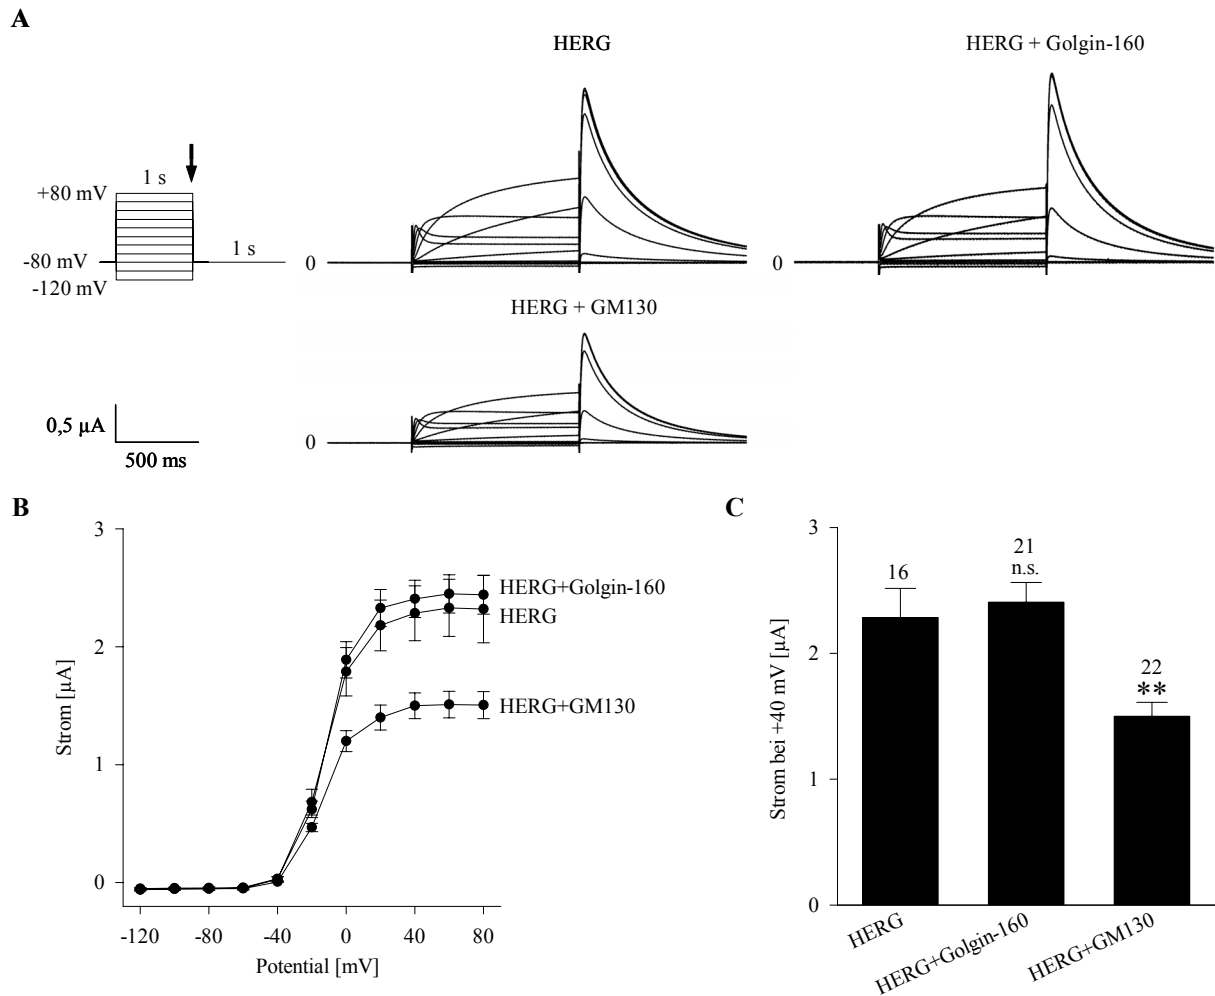 A
HERG
HERG + Golgin-160
1 s
+80 mV
-80 mV
1 s
-120 mV
0
0
HERG + GM130
0,5 µA
500 ms
0
B
3
2
1
0
Strom [µA]
HERG+Golgin-160
HERG
HERG+GM130
-120
-80
-40
0
40
80
Potential [mV]
C
3
2
1
0
Strom bei +40 mV [µA]
16
21
n.s.
22
**
HERG
HERG+Golgin-160
HERG+GM130